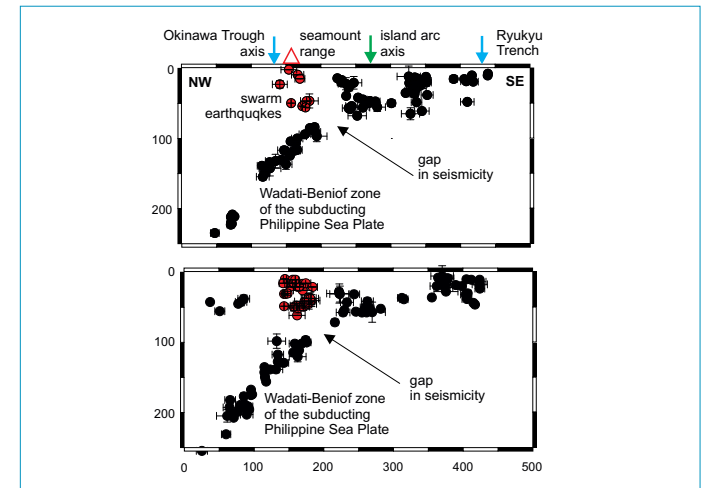 Okinawa Trough axis
seamount range
island arc axis
Ryukyu Trench
0
NW
SE
swarm
earthquqkes
100
gap
in seismicity
Wadati-Beniof zone
of the subducting
Philippine Sea Plate
200
0
100
gap
in seismicity
Wadati-Beniof zone
of the subducting
Philippine Sea Plate
200
0
100
200
300
400
500